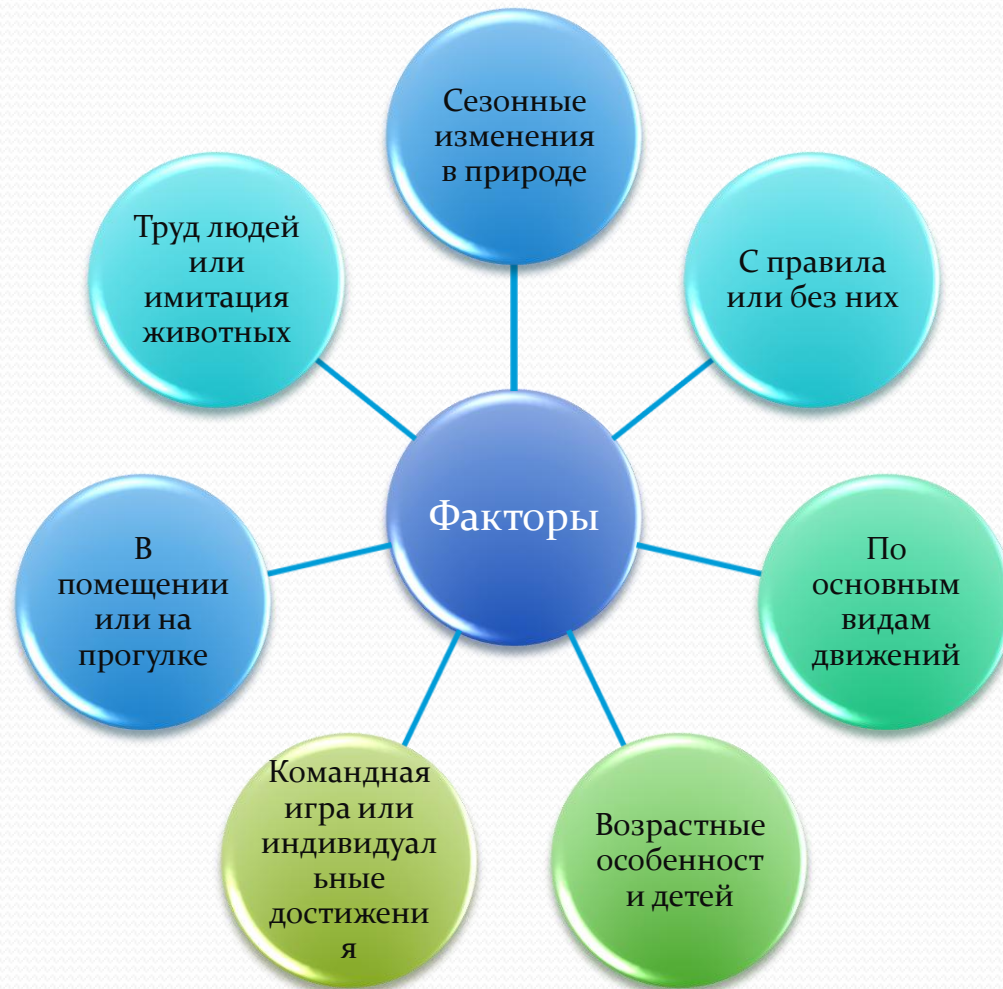 Сезонные
изменения
в природе
С правила
или без них
По
основным
видам
движений
Возрастные
особенност
и детей
Командная
игра или
индивидуал
ьные
достижени
я
В
помещении
или на
прогулке
Труд людей
или
имитация
животных
Факторы